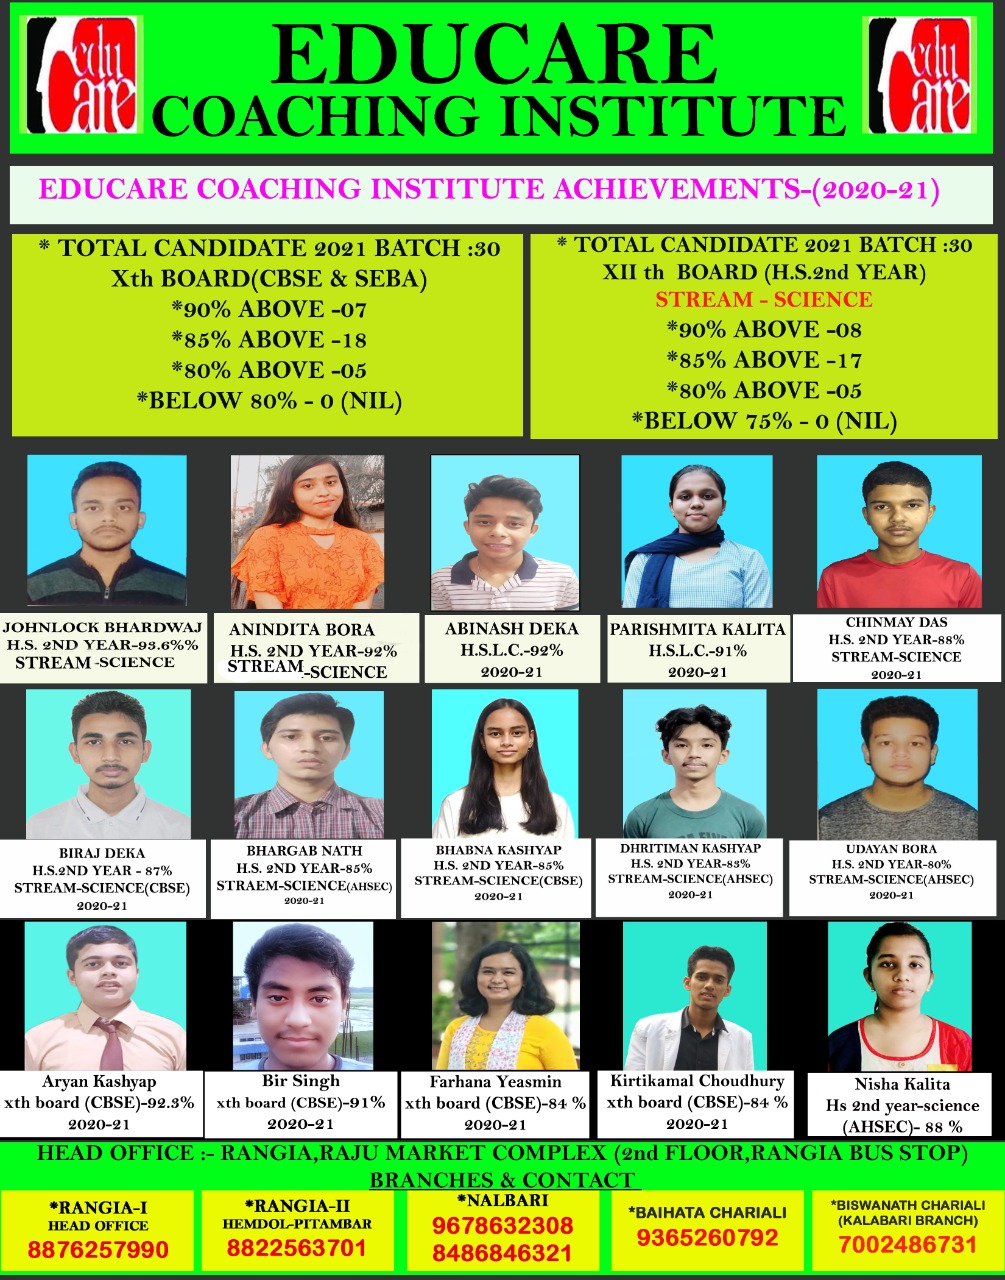 edu
Care
EDUCARE
COACHING INSTITUTE
edu
Care
EDUCARE COACHING INSTITUTE ACHIEVEMENTS-(2020-21)
* TOTAL CANDIDATE 2021 BATCH :30
Xth BOARD(CBSE & SEBA)
*90% ABOVE -07
*85% ABOVE -18
*80% ABOVE -05
*BELOW 80% - 0 (NIL)
* TOTAL CANDIDATE 2021 BATCH :30
XII th BOARD (H.S.2nd YEAR)
STREAM - SCIENCE
*90% ABOVE -08
*85% ABOVE -17
*80% ABOVE -05
*BELOW 75% - 0 (NIL)
JOHNLOCK BHARDWAJ
H.S. 2ND YEAR-93.6%%
STREAM -SCIENCE
ANINDITA BORA
H.S. 2ND YEAR-92%
STREAM -SCIENCE
ABINASH DEKA
H.S.L.C.-92%
2020-21
PARISHMITA KALITA
H.S.L.C.-91%
2020-21
CHINMAY DAS
H.S. 2ND YEAR-88%
STREAM-SCIENCE
2020-21
BIRAJ DEKA
H.S.2ND YEAR - 87%
STREAM-SCIENCE(CBSE)
2020-21
BHARGAB NATH
H.S. 2ND YEAR-85%
STRAEM-SCIENCE(AHSEC)
2020-21
BHABNA KASHYAP
H.S. 2ND YEAR-85%
STREAM-SCIENCE(CBSE)
2020-21
DHRITIMAN KASHYAP
H.S. 2ND YEAR-83%
STREAM-SCIENCE(AHSEC)
2020-21
UDAYAN BORA
H.S. 2ND YEAR-80%
STREAM-SCIENCE(AHSEC)
2020-21
Aryan Kashyap
xth board (CBSE)-92.3%
2020-21
Bir Singh
xth board (CBSE)-91%
2020-21
Farhana Yeasmin
xth board (CBSE)-84 %
2020-21
Kirtikamal Choudhury
xth board (CBSE)-84 %
2020-21
Nisha Kalita
Hs 2nd year-science
(AHSEC)- 88 %
HEAD OFFICE :- RANGIA,RAJU MARKET COMPLEX (2nd FLOOR,RANGIA BUS STOP)
BRANCHES & CONTACT
*RANGIA-I
HEAD OFFICE
8876257990
*RANGIA-II
HEMDOL-PITAMBAR
8822563701
*NALBARI
9678632308
8486846321
*BAIHATA CHARIALI
9365260792
*BISWANATH CHARIALI
(KALABARI BRANCH)
7002486731